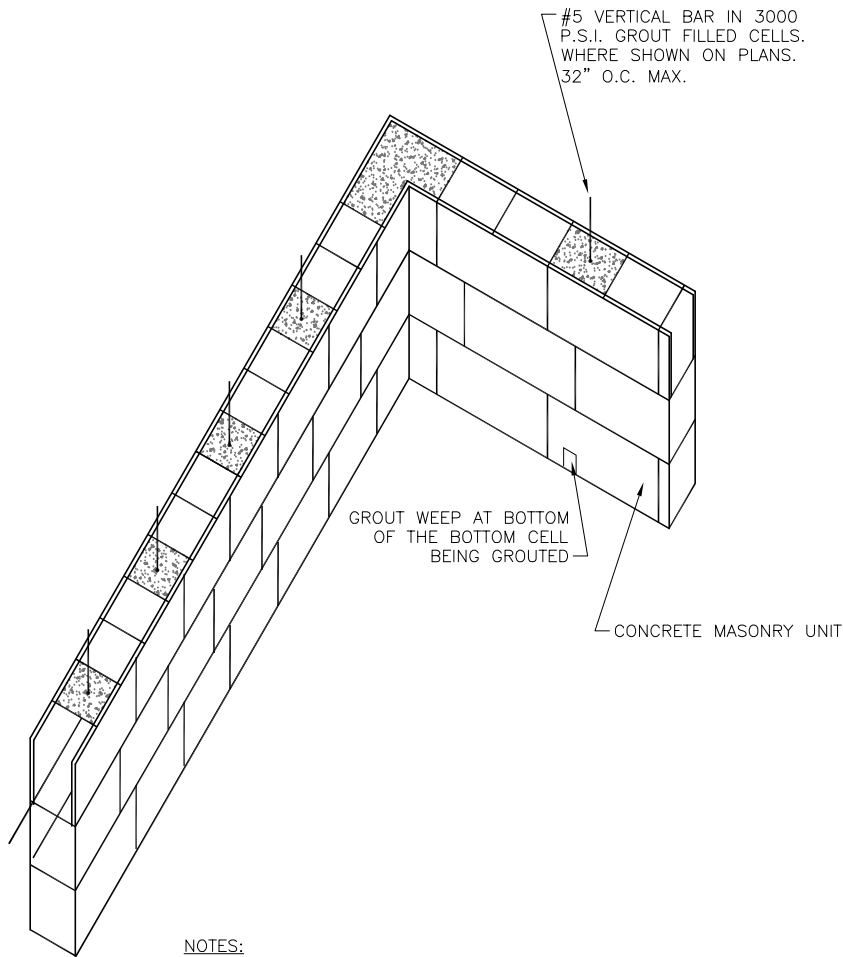 #5 VERTICAL BAR IN 3000
P.S.I. GROUT FILLED CELLS.
WHERE SHOWN ON PLANS.
32” O.C. MAX.
GROUT WEEP AT BOTTOM
OF THE BOTTOM CELL
BEING GROUTED
CONCRETE MASONRY UNIT
NOTES: